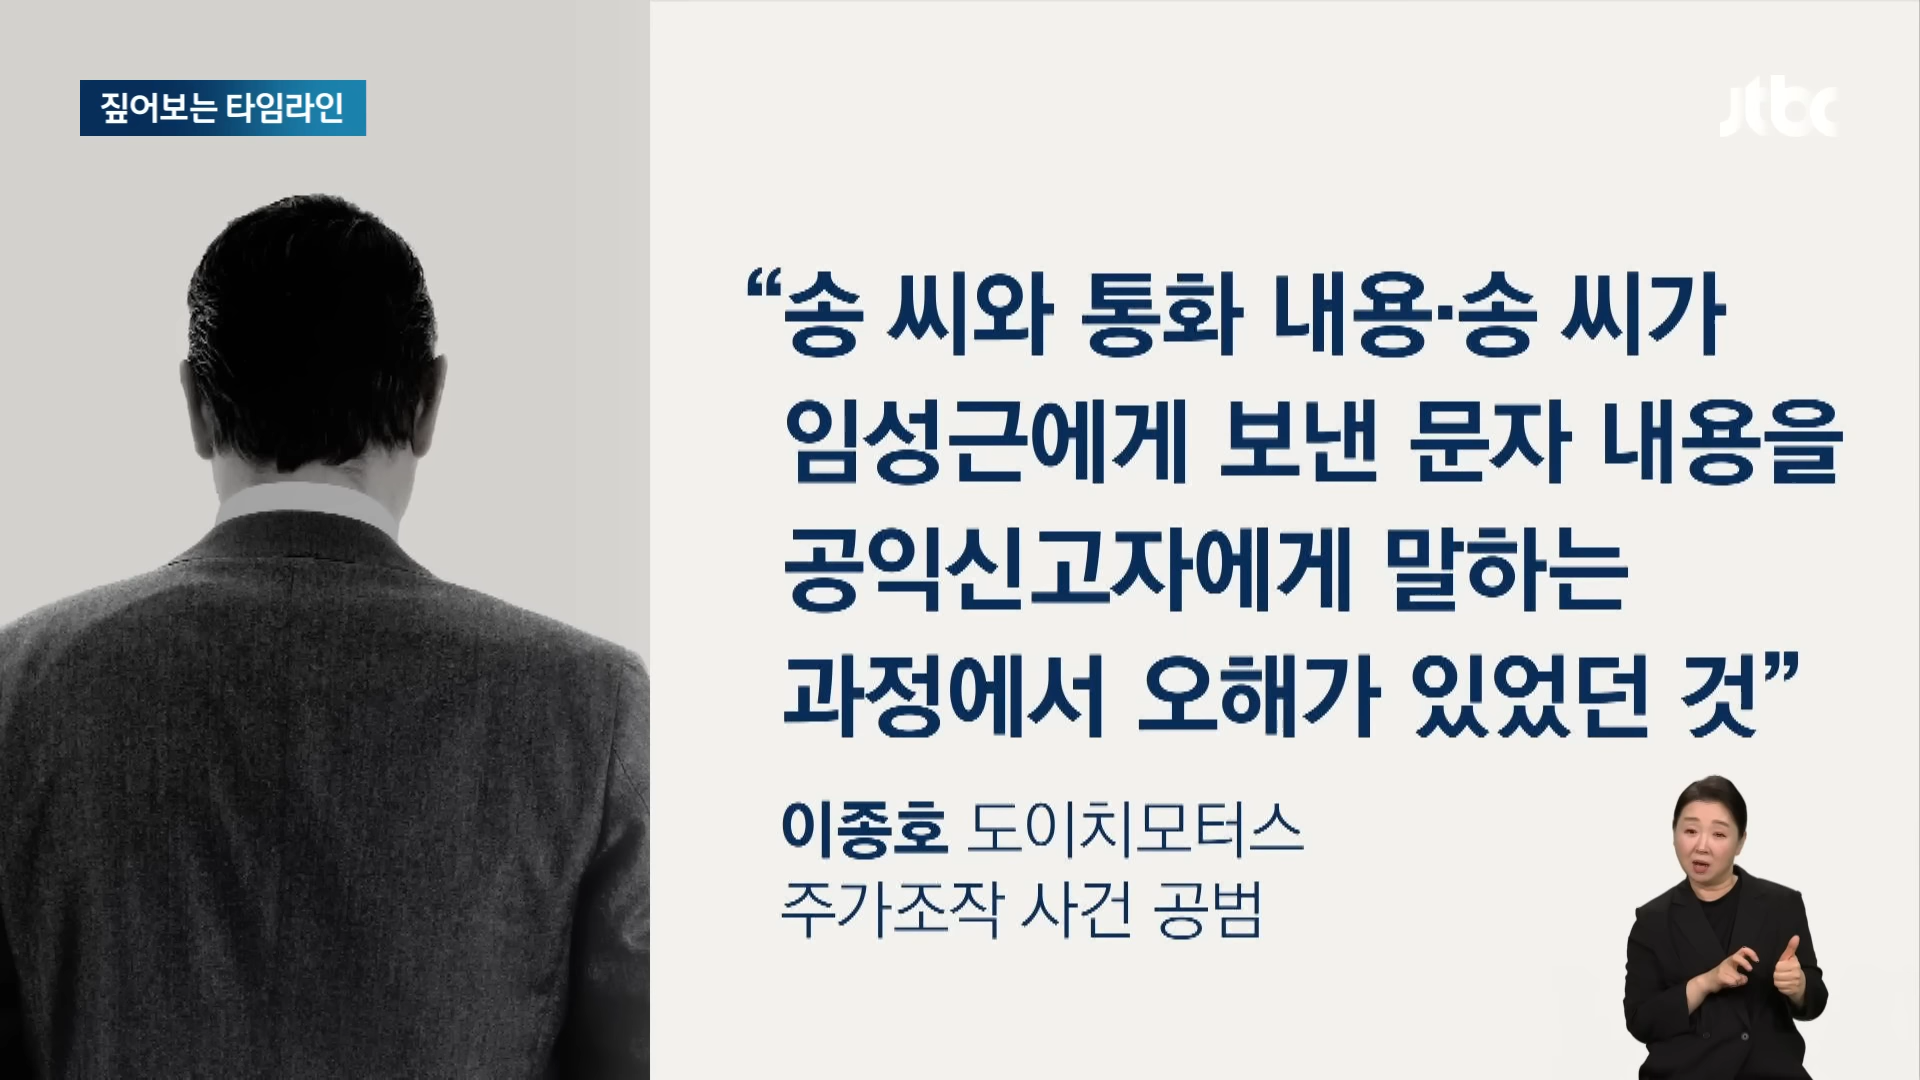 짚어보는 타임라인
jtbc
“송 씨와 통화 내용·송 씨가
임성근에게 보낸 문자 내용을
공익신고자에게 말하는
과정에서 오해가 있었던 것”
이종호 도이치모터스
주가조작 사건 공범